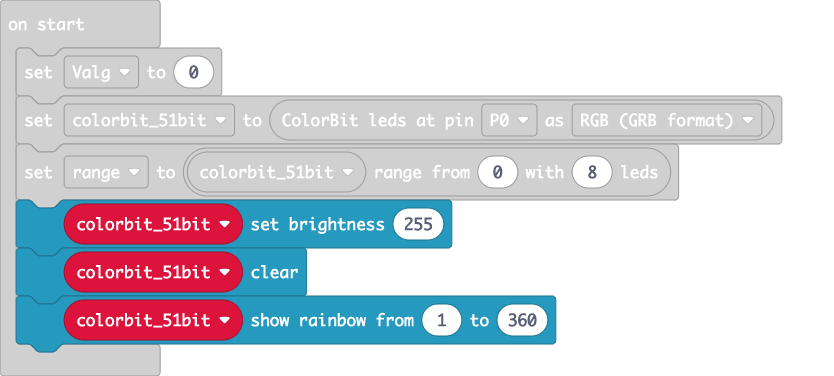 on start
set Valg to 0
set colorbit_51bit to ColorBit leds at pin P0 as RGB (GRB format)
set range to colorbit_51bit range from 0 with 8 leds
colorbit_51bit set brightness 255
colorbit_51bit clear
colorbit_51bit show rainbow from 1 to 360